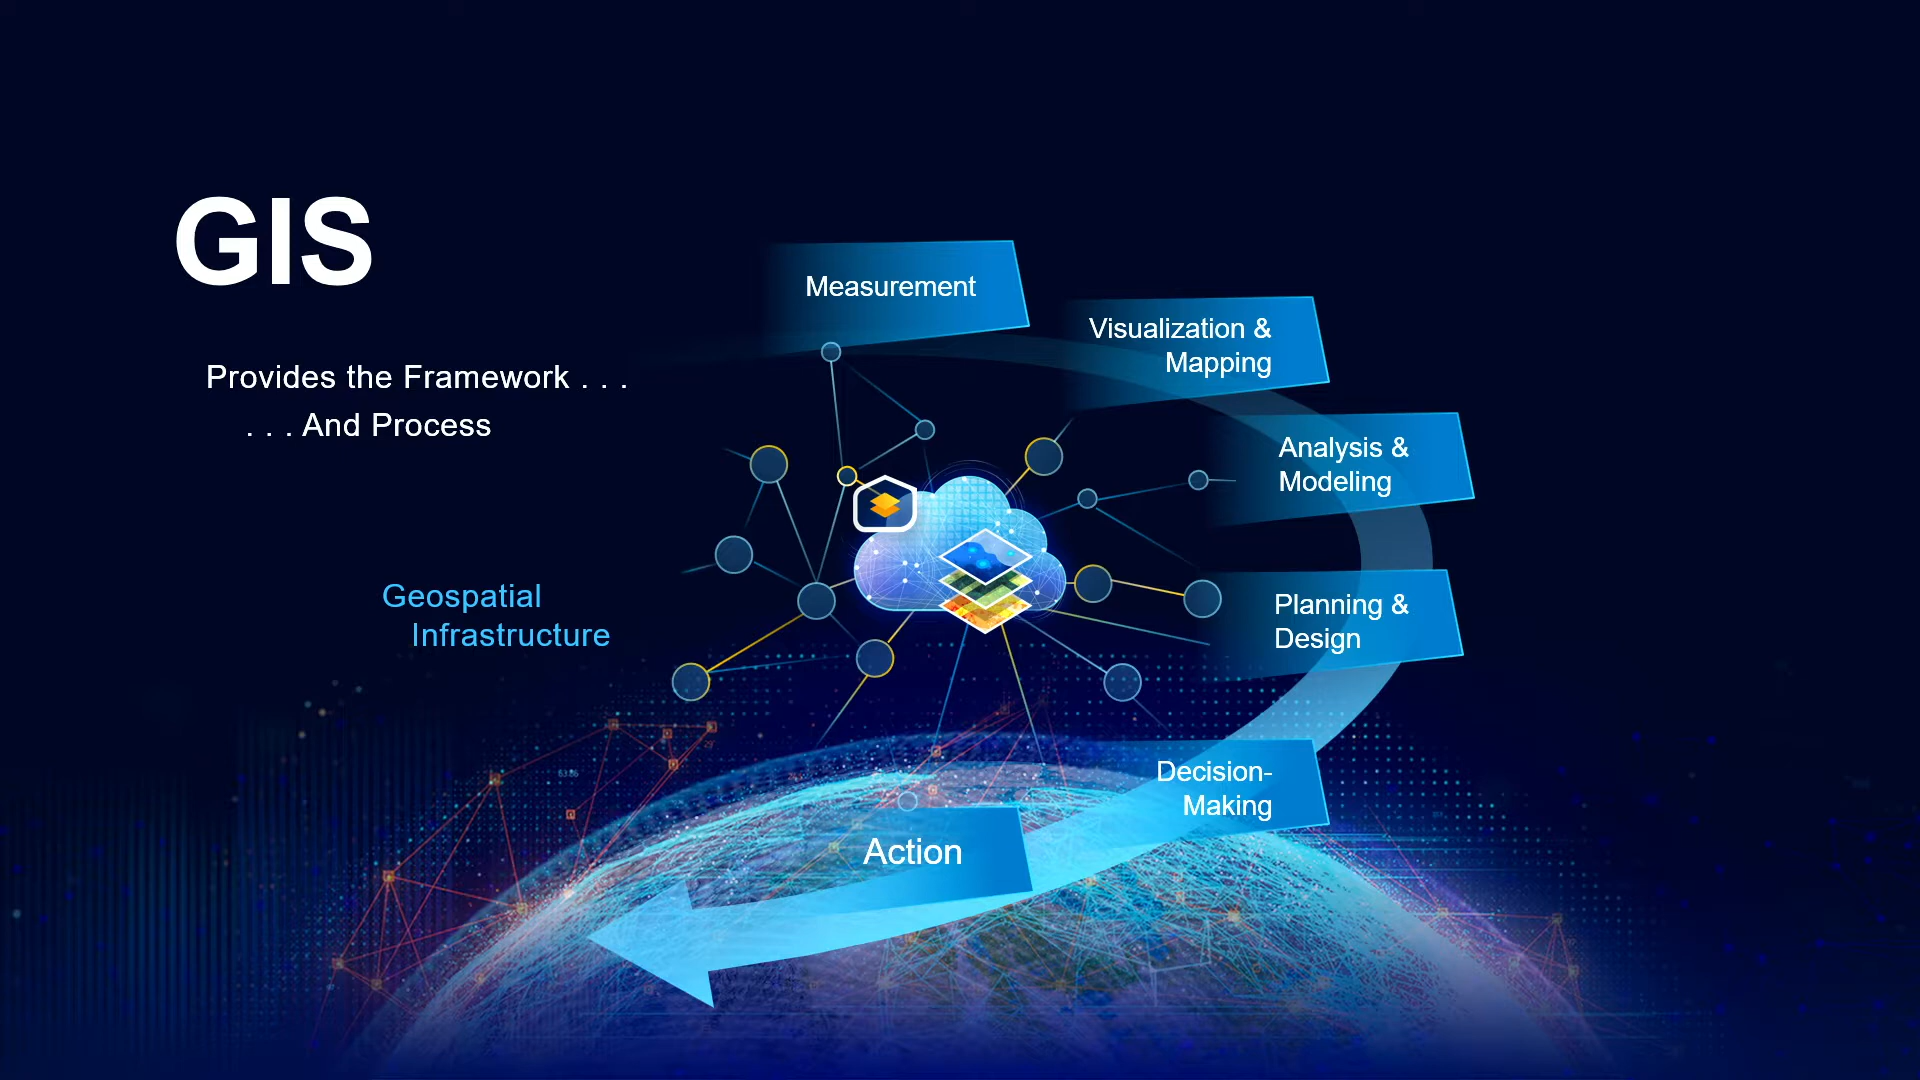 GIS
Provides the Framework . . .
. . . And Process
Geospatial
Infrastructure
Measurement
Visualization &
Mapping
Analysis &
Modeling
Planning &
Design
Decision-
Making
Action